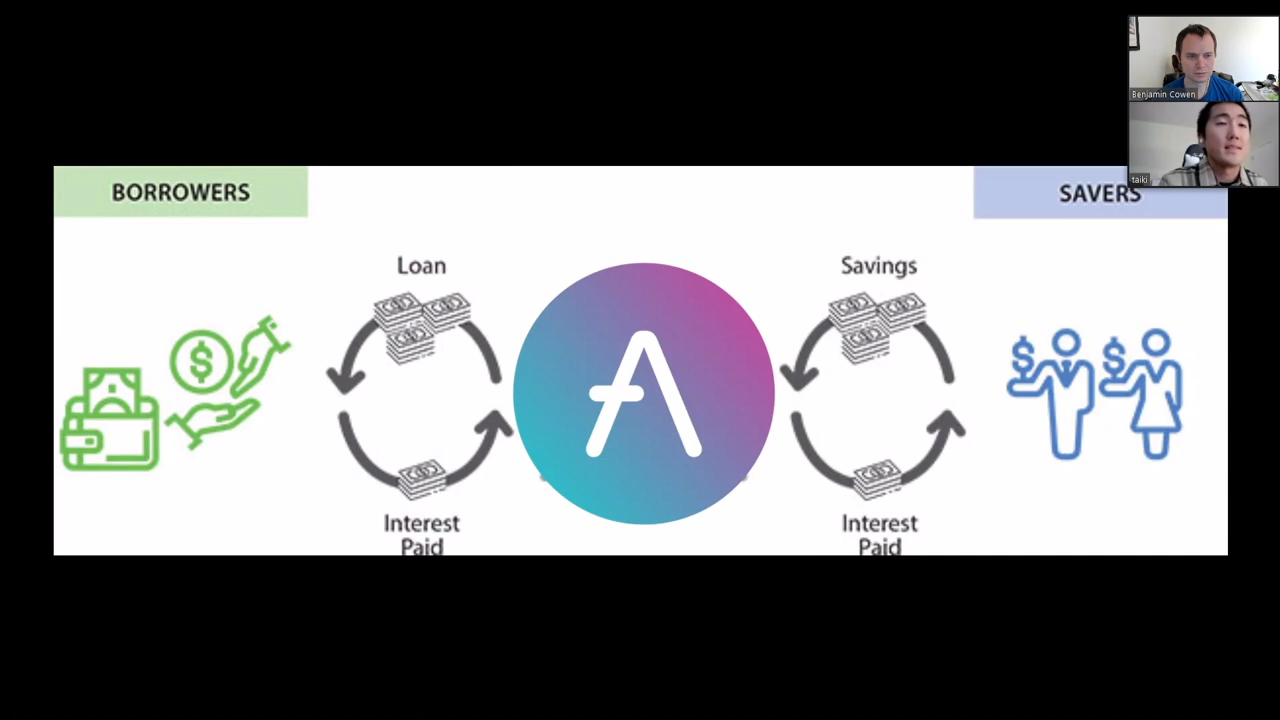 Benjamin Cowen
taiki
BORROWERS
SAVERS
Loan
Savings
Interest
Paid
Interest
Paid